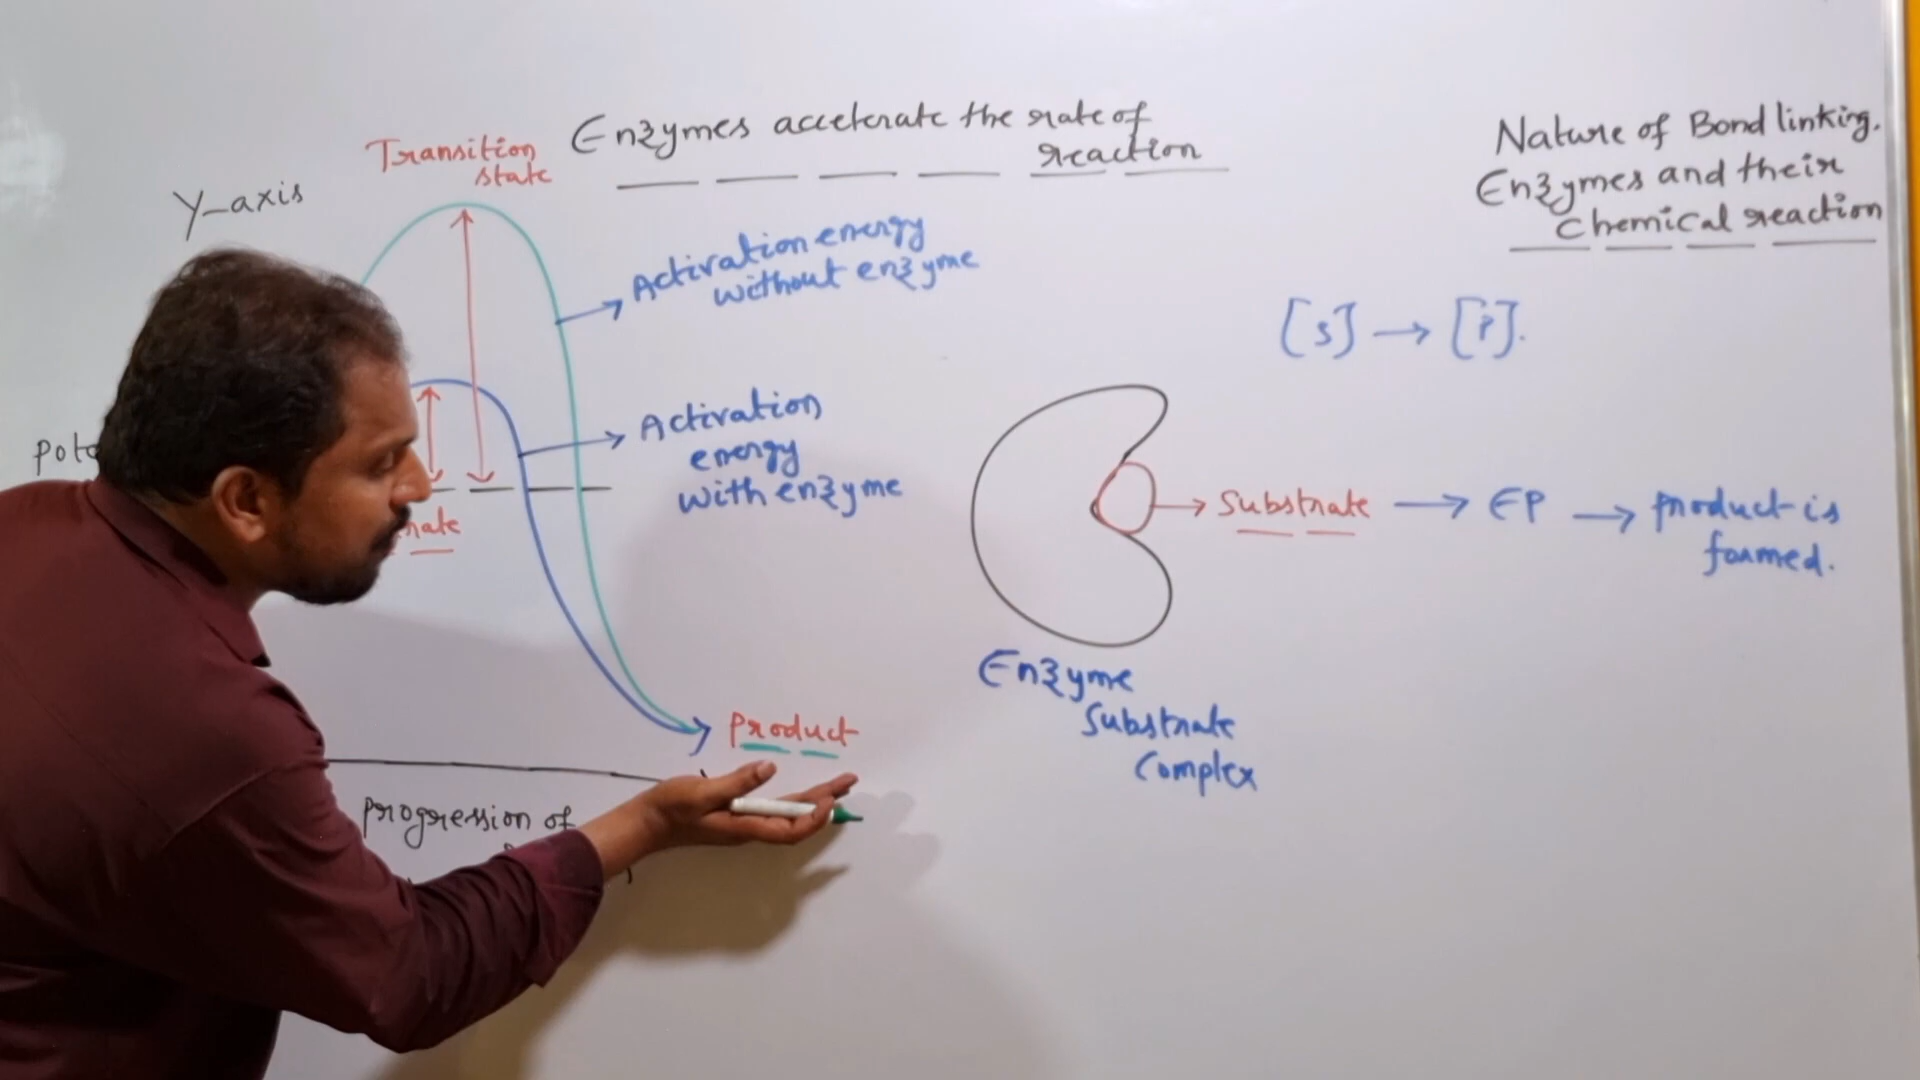 Enzymes accelerate the rate of
reaction
Transition
state
Y-axis
Activation energy
without enzyme
Activation
energy
with enzyme
Product
Progression of
Nature of Bond linking.
Enzymes and their
chemical reaction
[S] → [P].
Substrate → EP → Product is
formed.
Enzyme
Substrate
Complex